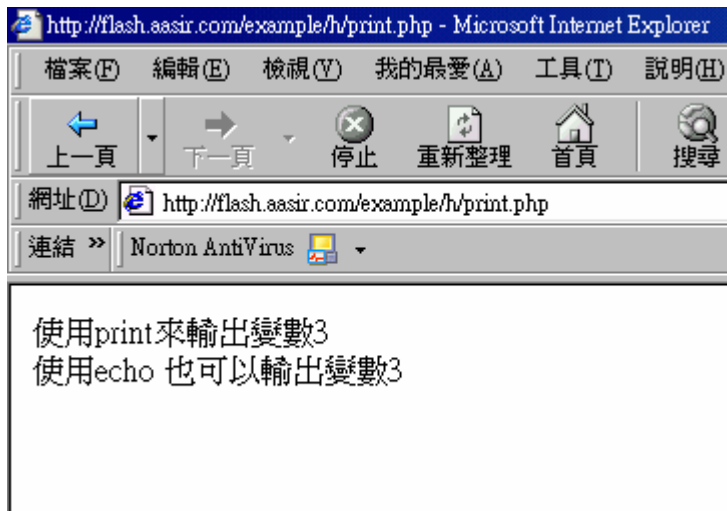 http://flash.aasir.com/example/h/print.php - Microsoft Internet Explorer
檔案(F) 編輯(E) 檢視(V) 我的最愛(A) 工具(T) 說明(H)
上一頁 下一頁 停止 重新整理 首頁 搜尋
網址(D) http://flash.aasir.com/example/h/print.php
連結 » Norton AntiVirus
使用print來輸出變數3
使用echo 也可以輸出變數3